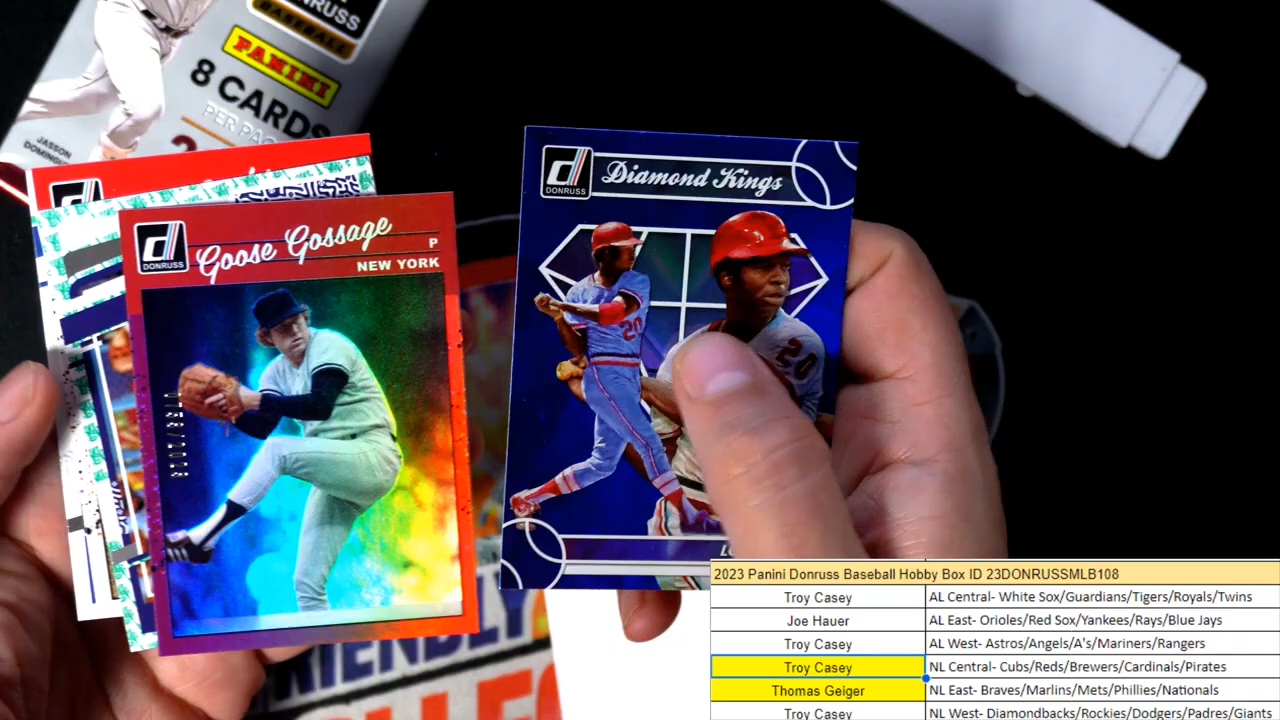 DONRUSS
BASEBALL
PANINI
8 CARDS
PER PACK
JASSON
DONRUSS
Diamond Kings
DONRUSS
Goose Gossage
P
NEW YORK
20
20
2023 Panini Donruss Baseball Hobby Box ID 23DONRUSSMLB108
Troy Casey AL Central- White Sox/Guardians/Tigers/Royals/Twins
Joe Hauer AL East- Orioles/Red Sox/Yankees/Rays/Blue Jays
Troy Casey AL West- Astros/Angels/A's/Mariners/Rangers
Troy Casey NL Central- Cubs/Reds/Brewers/Cardinals/Pirates
Thomas Geiger NL East- Braves/Marlins/Mets/Phillies/Nationals
Troy Casey NL West- Diamondbacks/Rockies/Dodgers/Padres/Giants